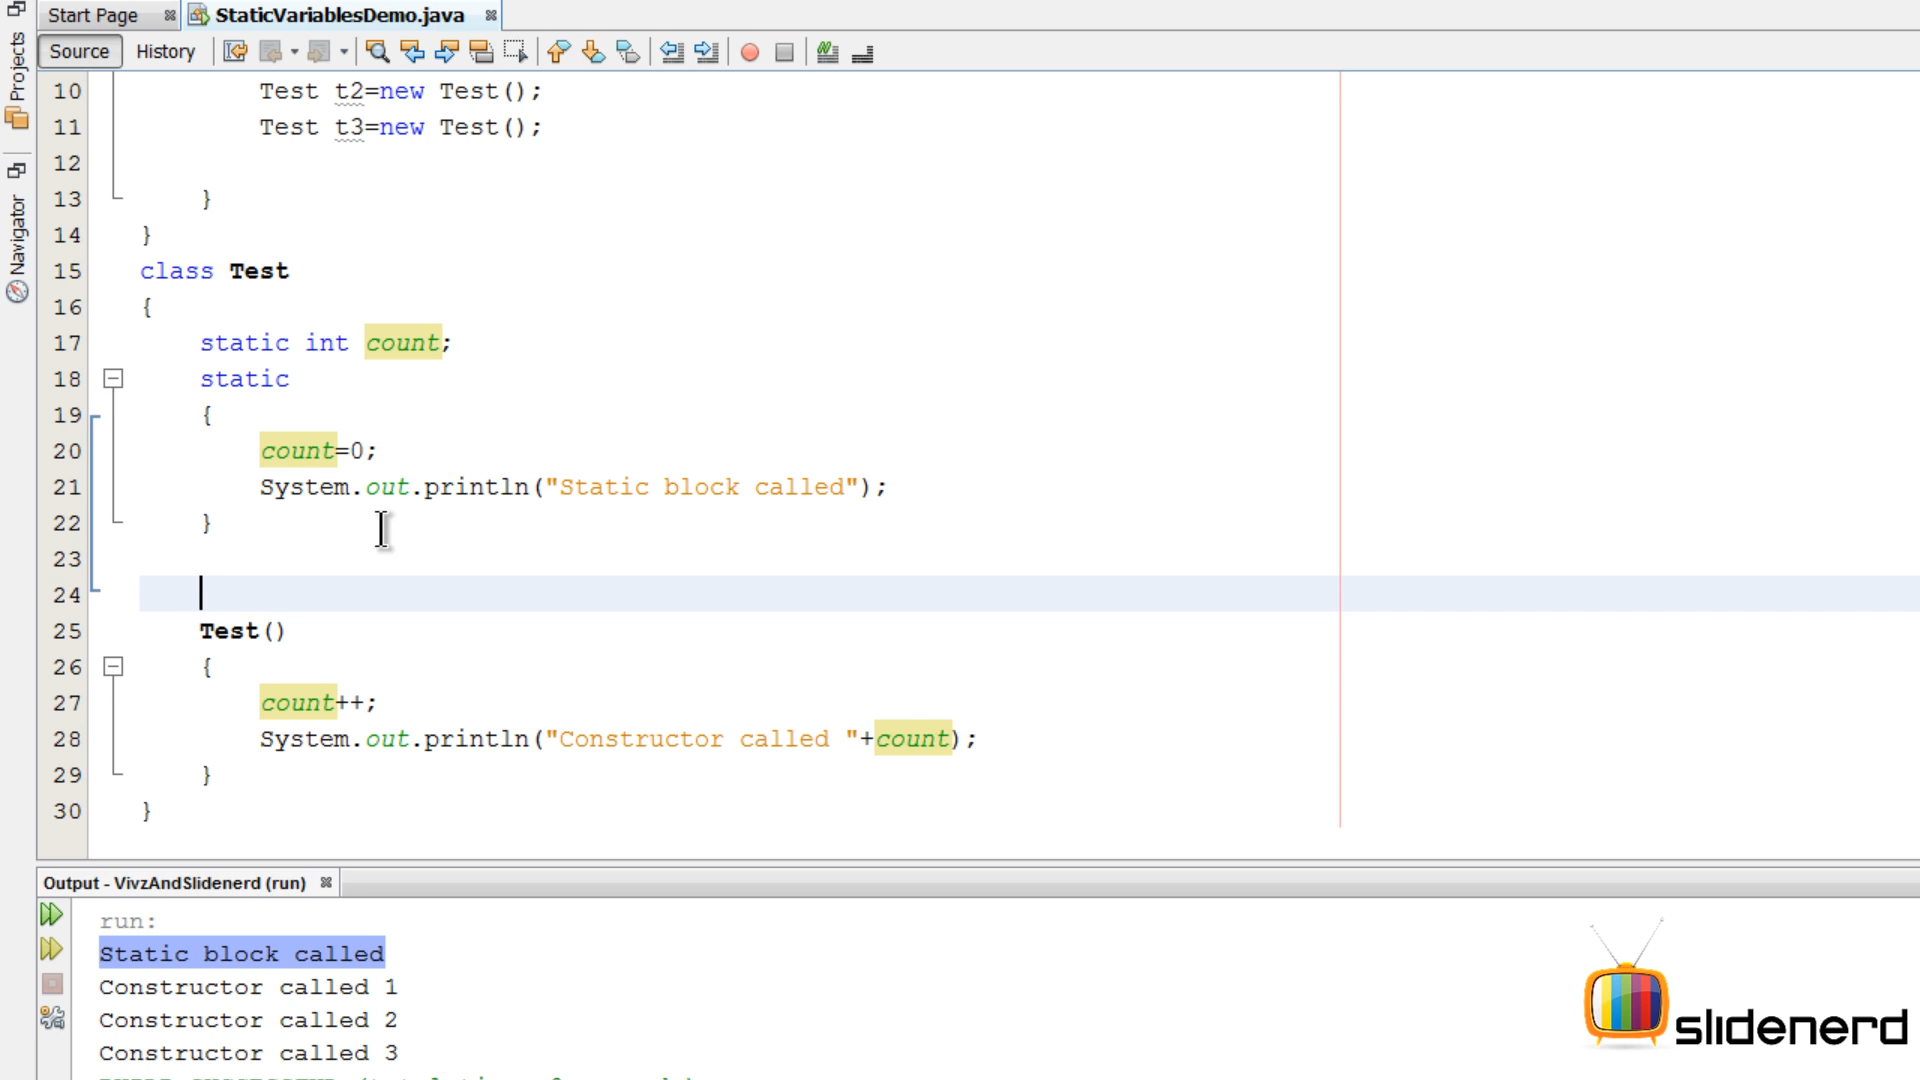 Start Page
StaticVariablesDemo.java
Projects
Navigator
Source History
10 Test t2=new Test();
11 Test t3=new Test();
12
13 }
14 }
15 class Test
16 {
17 static int count;
18 static
19 {
20 count=0;
21 System.out.println("Static block called");
22 }
23
24
25 Test()
26 {
27 count++;
28 System.out.println("Constructor called "+count);
29 }
30 }
Output - VivzAndSlidenerd (run)
run:
Static block called
Constructor called 1
Constructor called 2
Constructor called 3
slidenerd